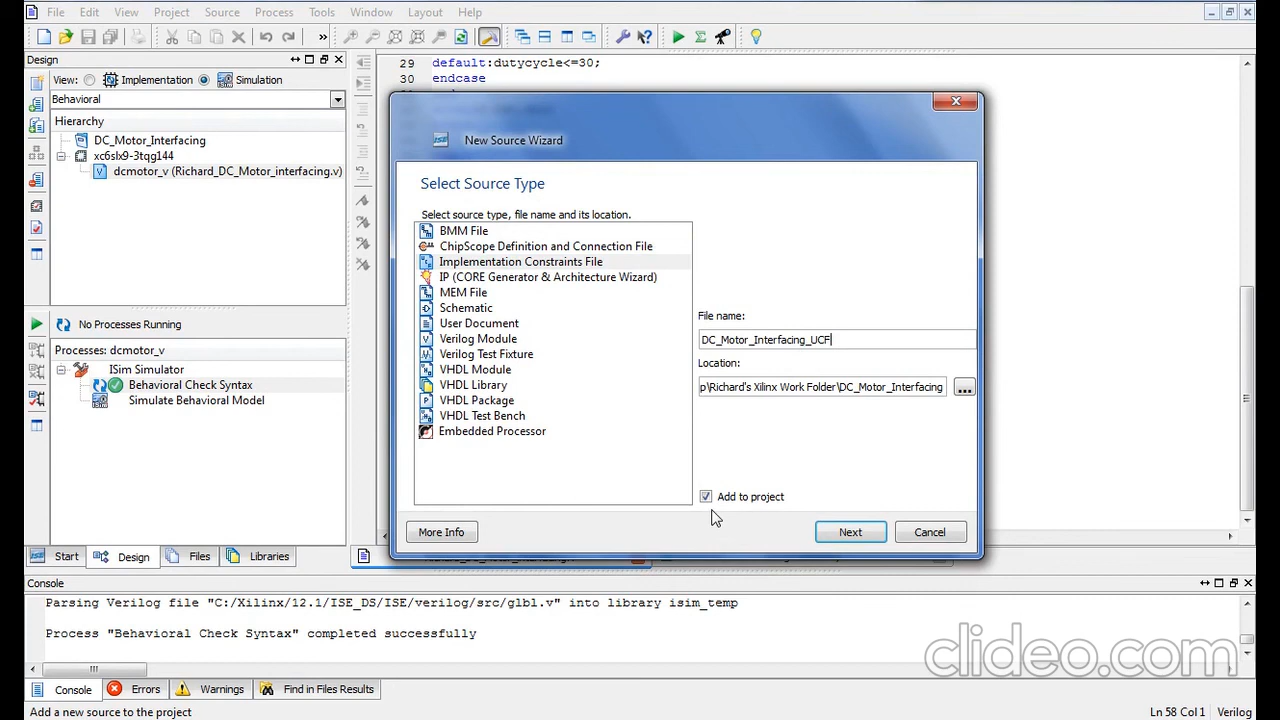 File Edit View Project Source Process Tools Window Layout Help
»
Design
View: Implementation Simulation
Behavioral
Hierarchy
DC_Motor_Interfacing
xc6slx9-3tqg144
dcmotor_v (Richard_DC_Motor_interfacing.v)
No Processes Running
Processes: dcmotor_v
ISim Simulator
Behavioral Check Syntax
Simulate Behavioral Model
Start Design Files Libraries
29 default:dutycycle<=30;
30 endcase
New Source Wizard
Select Source Type
Select source type, file name and its location.
BMM File
ChipScope Definition and Connection File
Implementation Constraints File
IP (CORE Generator & Architecture Wizard)
MEM File
Schematic
User Document
Verilog Module
Verilog Test Fixture
VHDL Module
VHDL Library
VHDL Package
VHDL Test Bench
Embedded Processor
File name:
DC_Motor_Interfacing_UCF
Location:
p\Richard's Xilinx Work Folder\DC_Motor_Interfacing
...
Add to project
More Info Next Cancel
Console
Parsing Verilog file "C:/Xilinx/12.1/ISE_DS/ISE/verilog/src/glbl.v" into library isim_temp
Process "Behavioral Check Syntax" completed successfully
clideo.com
Console Errors Warnings Find in Files Results
Add a new source to the project
Ln 58 Col 1 Verilog